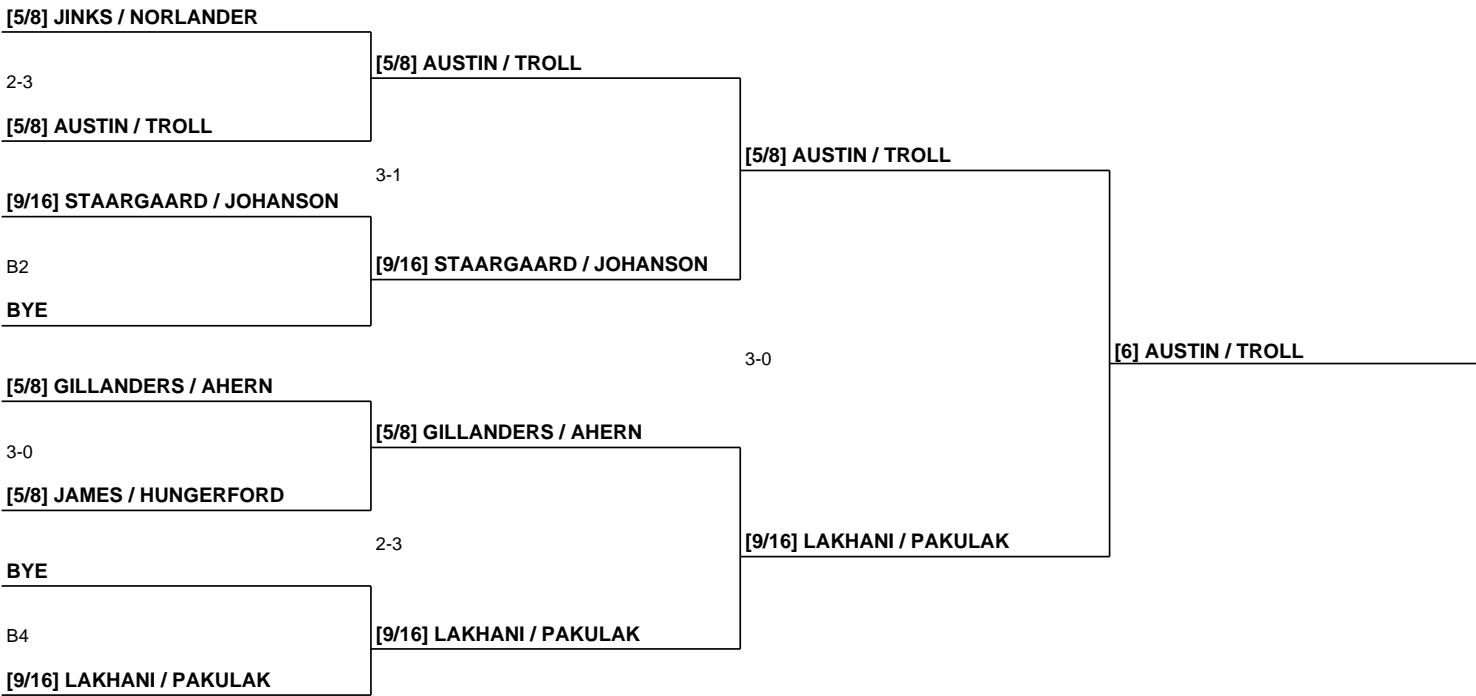 [5/8] JINKS / NORLANDER
2-3
[5/8] AUSTIN / TROLL
[9/16] STAARGAARD / JOHANSON
B2
BYE
[5/8] GILLANDERS / AHERN
3-0
[5/8] JAMES / HUNGERFORD
BYE
B4
[9/16] LAKHANI / PAKULAK
[5/8] AUSTIN / TROLL
3-1
[9/16] STAARGAARD / JOHANSON
[5/8] GILLANDERS / AHERN
2-3
[9/16] LAKHANI / PAKULAK
[5/8] AUSTIN / TROLL
3-0
[9/16] LAKHANI / PAKULAK
[6] AUSTIN / TROLL